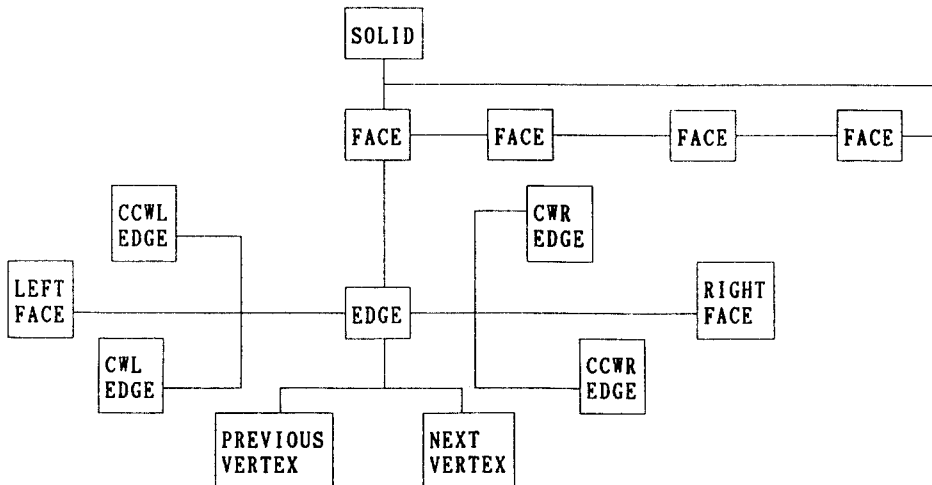 SOLID
FACE
FACE
FACE
FACE
CCWL
EDGE
CWR
EDGE
LEFT
FACE
EDGE
RIGHT
FACE
CWL
EDGE
CCWR
EDGE
PREVIOUS
VERTEX
NEXT
VERTEX